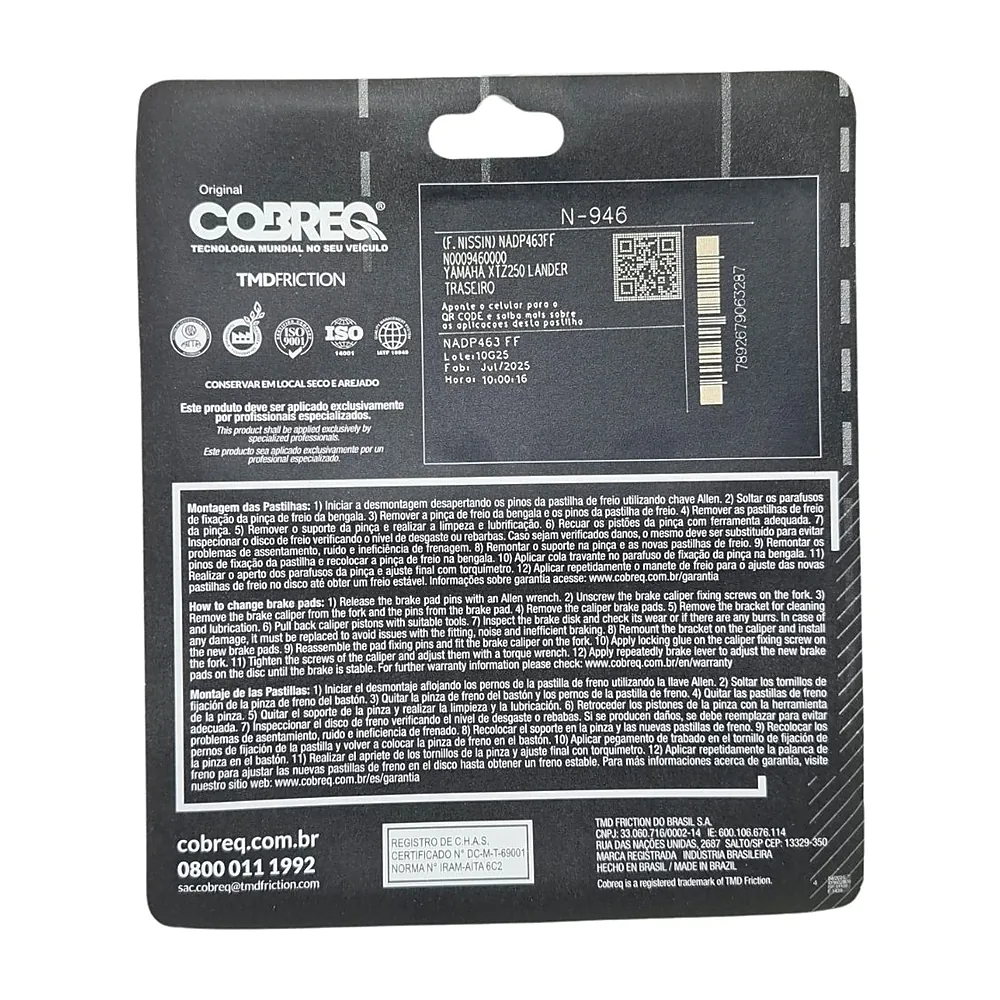 Original
COBREQ®
TECNOLOGIA MUNDIAL NO SEU VEÍCULO
TMDFRICTION
CERTIFIED
ISO
9001
ISO
14001
IATF 16949
CONSERVAR EM LOCAL SECO E AREJADO
Este produto deve ser aplicado exclusivamente
por profissionais especializados.
This product shall be applied exclusively by
specialized professionals.
Este producto sea aplicado exclusivamente por un
profesional especializado.
N-946
(F.NISSIN) NADP463FF
N0009460000
YAMAHA XTZ250 LANDER
TRASEIRO
Aponte o celular para o
QR CODE e saiba mais sobre
as aplicacoes desta pastilha
NADP463 FF
Lote:10G25
Fab: Jul/2025
Hora: 10:00:16
7892679063287
Montagem das Pastilhas: 1) Iniciar a desmontagem desapertando os pinos da pastilha de freio utilizando chave Allen. 2) Soltar os parafusos
de fixação da pinça de freio da bengala. 3) Remover a pinça de freio da bengala e os pinos da pastilha de freio. 4) Remover as pastilhas de freio
da pinça. 5) Remover o suporte da pinça e realizar a limpeza e lubrificação. 6) Recuar os pistões da pinça com ferramenta adequada. 7)
Inspecionar o disco de freio verificando o nível de desgaste ou rebarbas. Caso sejam verificados danos, o mesmo deve ser substituído para evitar
problemas de assentamento, ruído e ineficiência de frenagem. 8) Remontar o suporte na pinça e as novas pastilhas de freio. 9) Remontar os
pinos de fixação da pastilha e recolocar a pinça de freio na bengala. 10) Aplicar cola travante no parafuso de fixação da pinça na bengala. 11)
Realizar o aperto dos parafusos da pinça e ajuste final com torquímetro. 12) Aplicar repetidamente o manete de freio para o ajuste das novas
pastilhas de freio no disco até obter um freio estável. Informações sobre garantia acesse: www.cobreq.com.br/garantia
How to change brake pads: 1) Release the brake pad pins with an Allen wrench. 2) Unscrew the brake caliper fixing screws on the fork. 3)
Remove the brake caliper from the fork and the pins from the brake pad. 4) Remove the caliper brake pads. 5) Remove the bracket for cleaning
and lubrication. 6) Pull back caliper pistons with suitable tools. 7) Inspect the brake disk and check its wear or if there are any burrs. In case of
any damage, it must be replaced to avoid issues with the fitting, noise and inefficient braking. 8) Remount the bracket on the caliper and install
the new brake pads. 9) Reassemble the pad fixing pins and fit the brake caliper on the fork. 10) Apply locking glue on the caliper fixing screw on
the fork. 11) Tighten the screws of the caliper and adjust them with a torque wrench. 12) Apply repeatedly brake lever to adjust the new brake
pads on the disc until the brake is stable. For further warranty information please check: www.cobreq.com.br/en/warranty
Montaje de las Pastillas: 1) Iniciar el desmontaje aflojando los pernos de la pastilla de freno utilizando la llave Allen. 2) Soltar los tornillos de
fijación de la pinza de freno del bastón. 3) Quitar la pinza de freno del bastón y los pernos de la pastilla de freno. 4) Quitar las pastillas de freno
de la pinza. 5) Quitar el soporte de la pinza y realizar la limpieza y la lubricación. 6) Retroceder los pistones de la pinza con la herramienta
adecuada. 7) Inspeccionar el disco de freno verificando el nivel de desgaste o rebabas. Si se producen daños, se debe reemplazar para evitar
problemas de asentamiento, ruido e ineficiencia de frenado. 8) Recolocar el soporte en la pinza y las nuevas pastillas de freno. 9) Recolocar los
pernos de fijación de la pastilla y volver a colocar la pinza de freno en el bastón. 10) Aplicar pegamento de trabado en el tornillo de fijación de
la pinza en el bastón. 11) Realizar el apriete de los tornillos de la pinza y ajuste final con torquímetro. 12) Aplicar repetidamente la palanca de
freno para ajustar las nuevas pastillas de freno en el disco hasta obtener un freno estable. Para más informaciones acerca de garantía, visite
nuestro sitio web: www.cobreq.com.br/es/garantia
cobreq.com.br
0800 011 1992
sac.cobreq@tmdfriction.com
REGISTRO DE C.H.A.S.
CERTIFICADO N° DC-M-T-69001
NORMA N° IRAM-AITA 6C2
TMD FRICTION DO BRASIL S.A.
CNPJ: 33.060.716/0002-14 IE: 600.106.676.114
RUA DAS NAÇÕES UNIDAS, 2687 SALTO/SP CEP: 13329-350
MARCA REGISTRADA INDÚSTRIA BRASILEIRA
HECHO EN BRASIL / MADE IN BRAZIL
Cobreq is a registered trademark of TMD Friction.
4